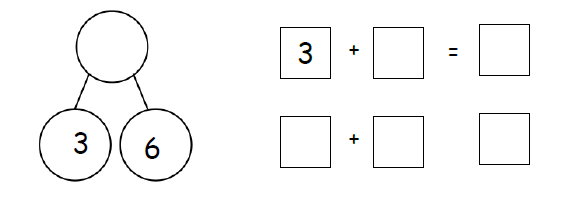 3 + =
3 6
+